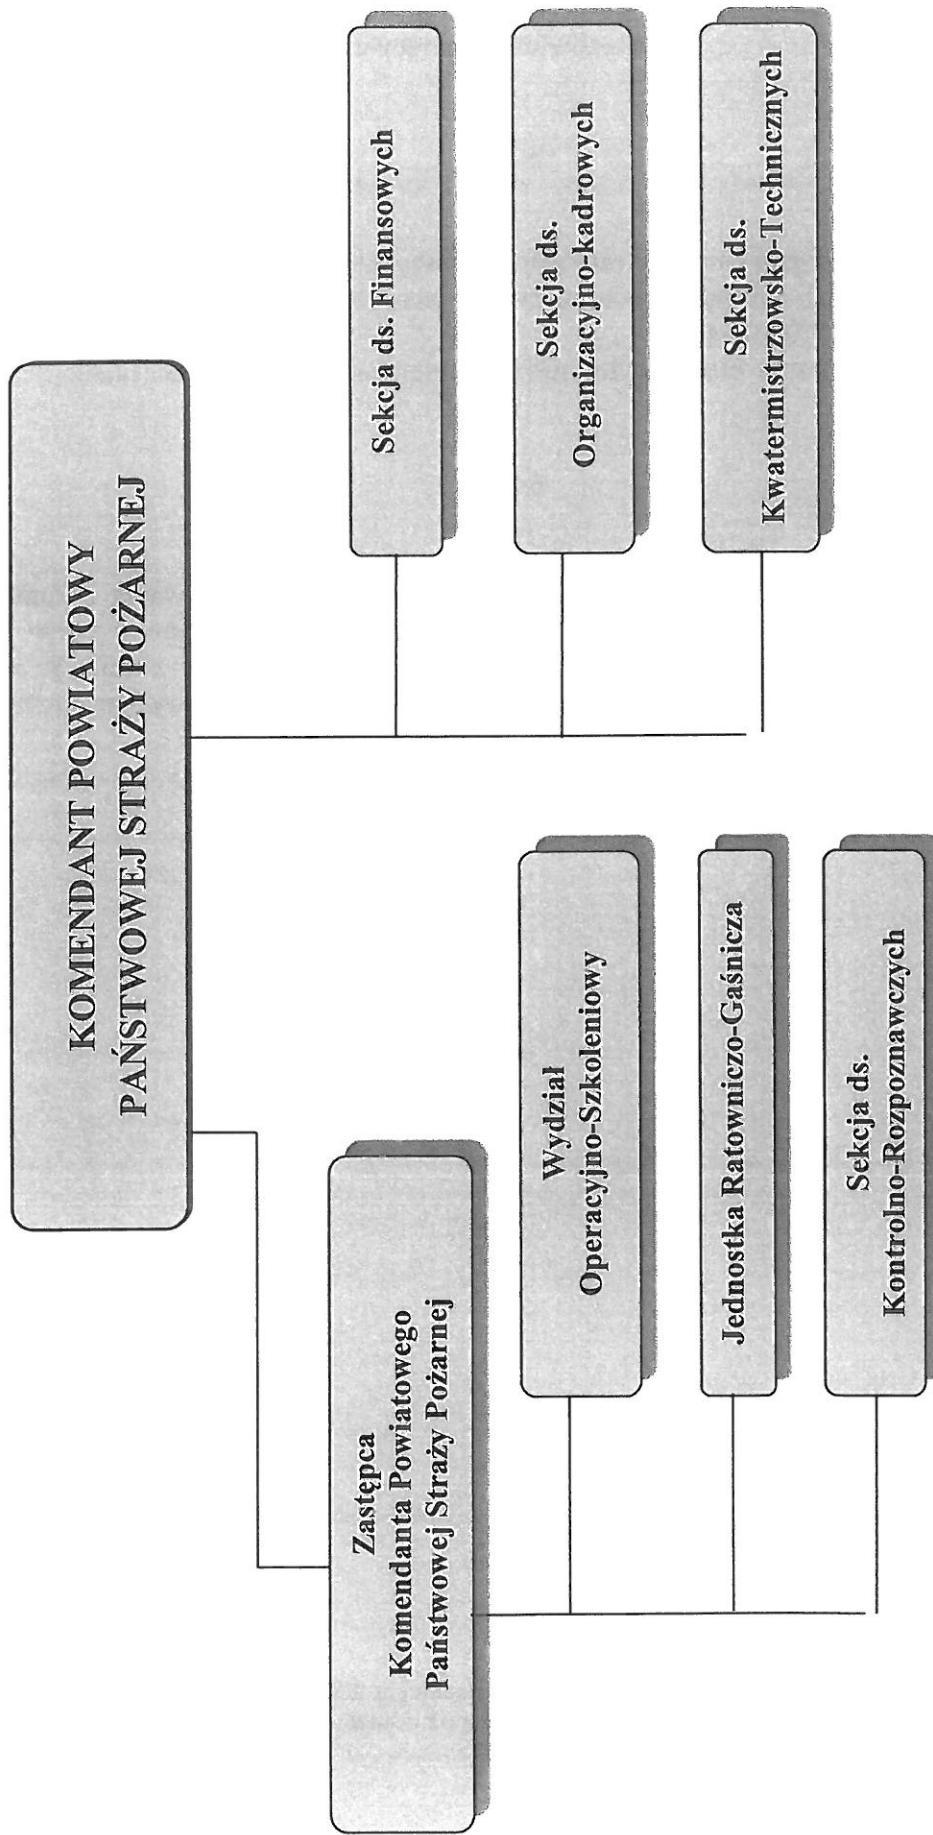 KOMENDANT POWIATOWY
PAŃSTWOWEJ STRAŻY POŻARNEJ
Zastępca
Komendanta Powiatowego
Państwowej Straży Pożarnej
Wydział
Operacyjno-Szkoleniowy
Jednostka Ratowniczo-Gaśnicza
Sekcja ds.
Kontrolno-Rozpoznawczych
Sekcja ds. Finansowych
Sekcja ds.
Organizacyjno-kadrowych
Sekcja ds.
Kwatermistrzowsko-Technicznych